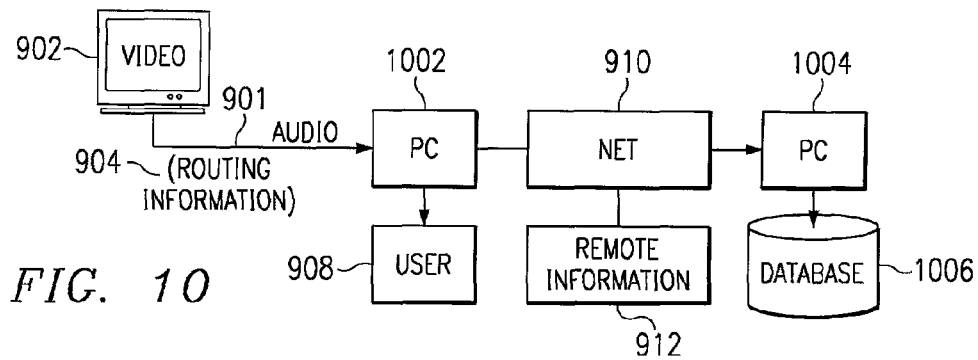 902
VIDEO
901
AUDIO
904
(ROUTING
INFORMATION)
1002
PC
910
NET
1004
PC
908
USER
REMOTE
INFORMATION
912
DATABASE
1006
FIG. 10